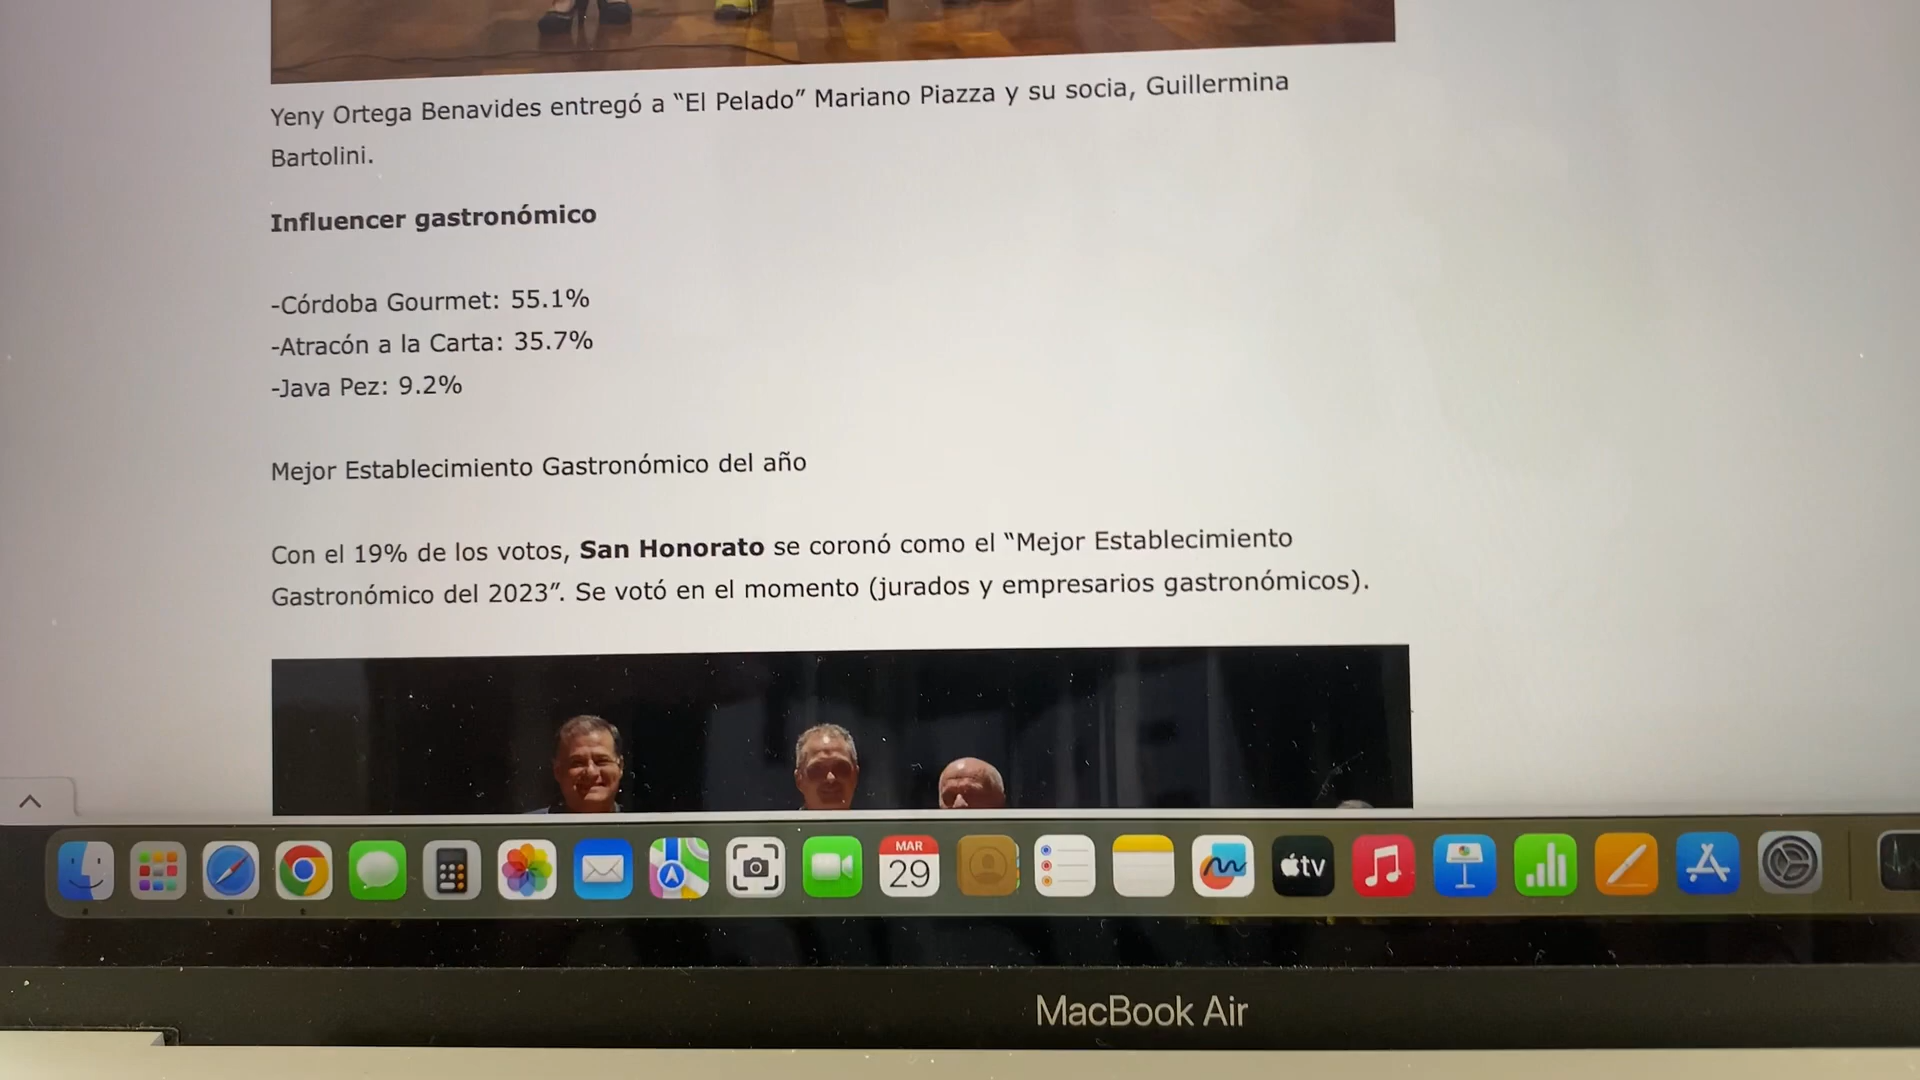 Yeny Ortega Benavides entregó a “El Pelado” Mariano Piazza y su socia, Guillermina
Bartolini.
Influencer gastronómico
-Córdoba Gourmet: 55.1%
-Atracón a la Carta: 35.7%
-Java Pez: 9.2%
Mejor Establecimiento Gastronómico del año
Con el 19% de los votos, San Honorato se coronó como el “Mejor Establecimiento
Gastronómico del 2023”. Se votó en el momento (jurados y empresarios gastronómicos).
MAR
29
tv
MacBook Air